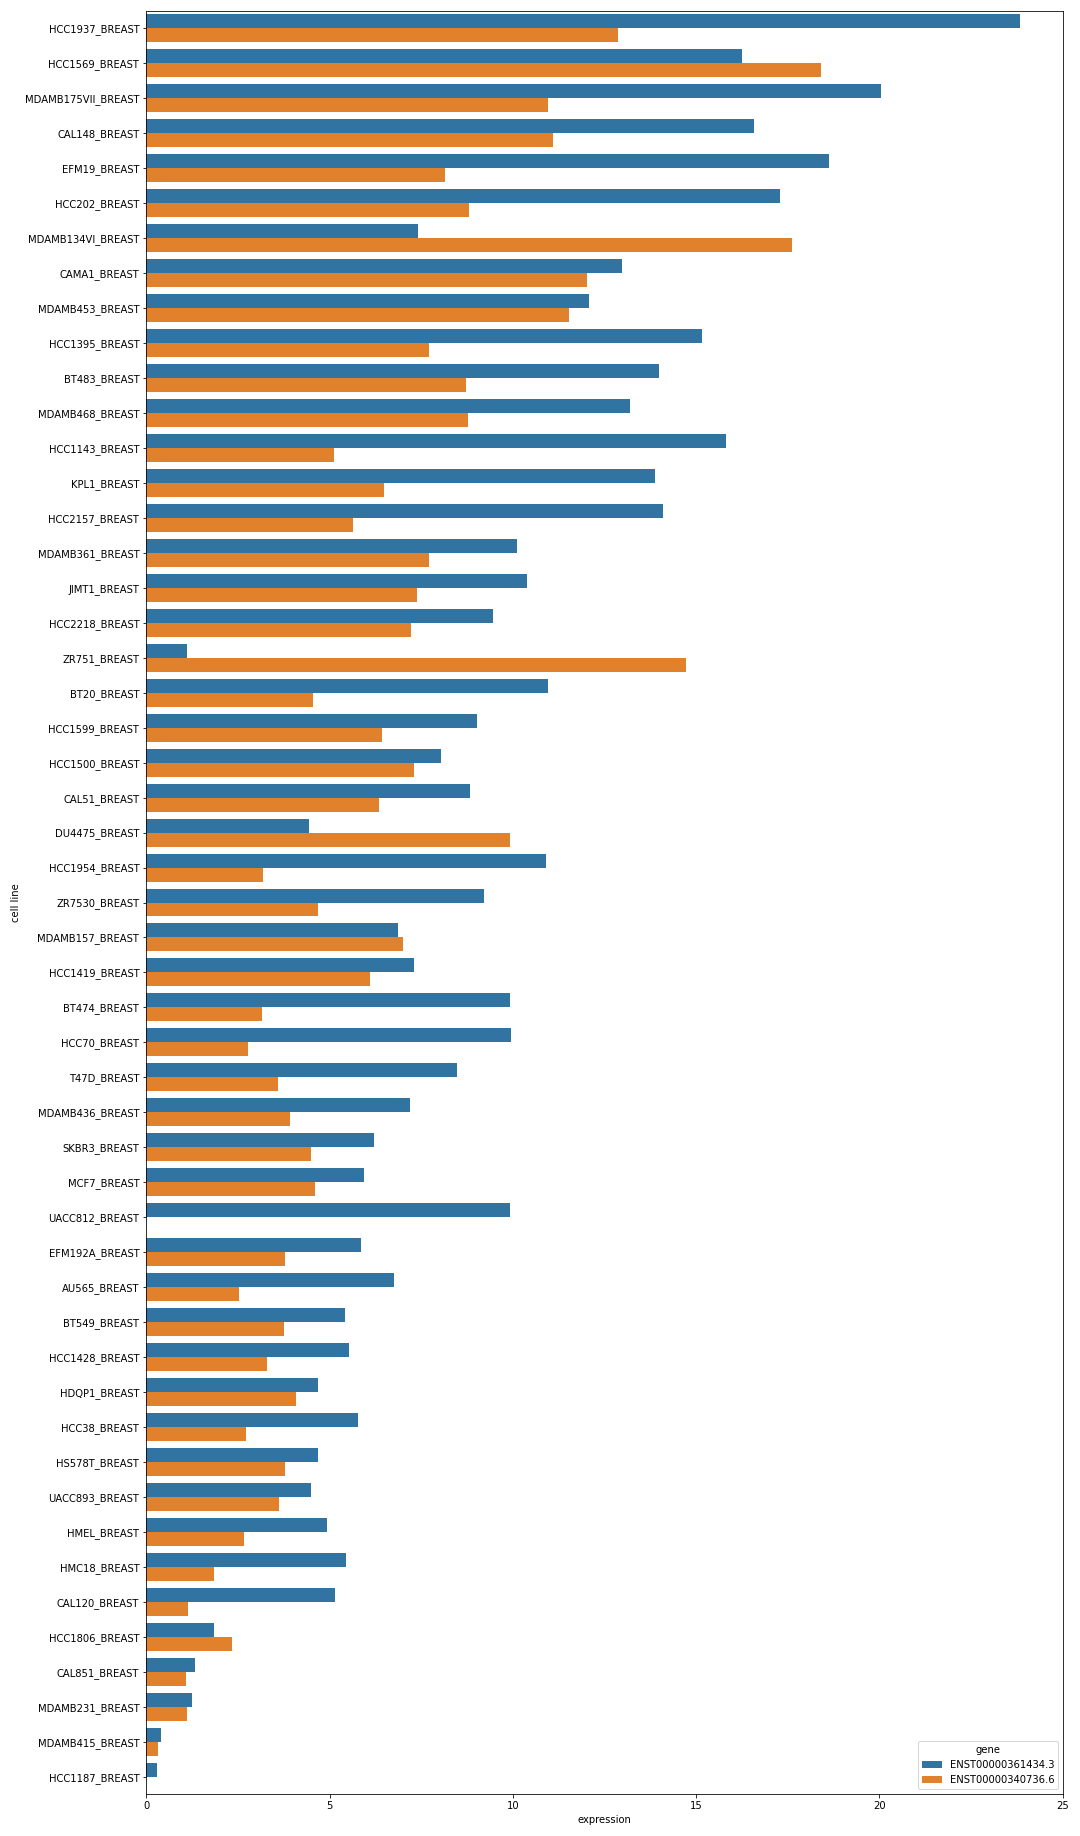 HCC1937_BREAST
HCC1569_BREAST
MDAMB175VII_BREAST
CAL148_BREAST
EFM19_BREAST
HCC202_BREAST
MDAMB134VI_BREAST
CAMA1_BREAST
MDAMB453_BREAST
HCC1395_BREAST
BT483_BREAST
MDAMB468_BREAST
HCC1143_BREAST
KPL1_BREAST
HCC2157_BREAST
MDAMB361_BREAST
JIMT1_BREAST
HCC2218_BREAST
ZR751_BREAST
BT20_BREAST
HCC1599_BREAST
HCC1500_BREAST
CAL51_BREAST
DU4475_BREAST
HCC1954_BREAST
ZR7530_BREAST
MDAMB157_BREAST
HCC1419_BREAST
BT474_BREAST
HCC70_BREAST
T47D_BREAST
MDAMB436_BREAST
SKBR3_BREAST
MCF7_BREAST
UACC812_BREAST
EFM192A_BREAST
AU565_BREAST
BT549_BREAST
HCC1428_BREAST
HDQP1_BREAST
HCC38_BREAST
HS578T_BREAST
UACC893_BREAST
HMEL_BREAST
HMC18_BREAST
CAL120_BREAST
HCC1806_BREAST
CAL851_BREAST
MDAMB231_BREAST
MDAMB415_BREAST
HCC1187_BREAST
cell line
gene
ENST00000361434.3
ENST00000340736.6
0 5 10 15 20 25
expression